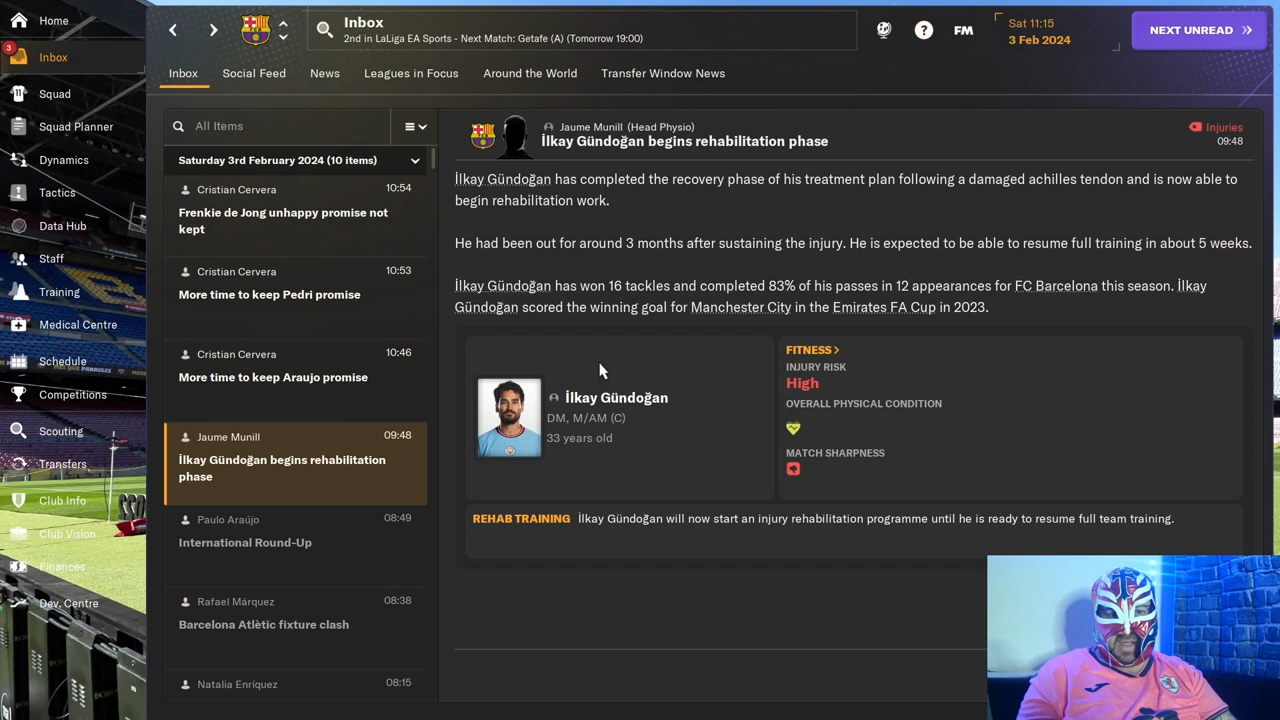 Home
3
Inbox
Squad
Squad Planner
Dynamics
Tactics
Data Hub
Staff
Training
Medical Centre
Schedule
Competitions
Scouting
Transfers
Club Info
Club Vision
Finances
Dev. Centre
Inbox
2nd in LaLiga EA Sports - Next Match: Getafe (A) (Tomorrow 19:00)
?
FM
Sat 11:15
3 Feb 2024
NEXT UNREAD
Inbox
Social Feed
News
Leagues in Focus
Around the World
Transfer Window News
All Items
Saturday 3rd February 2024 (10 items)
Cristian Cervera
10:54
Frenkie de Jong unhappy promise not
kept
Cristian Cervera
10:53
More time to keep Pedri promise
Cristian Cervera
10:46
More time to keep Araujo promise
Jaume Munill
09:48
İlkay Gündoğan begins rehabilitation
phase
Paulo Araújo
08:49
International Round-Up
Rafael Márquez
08:38
Barcelona Atlètic fixture clash
Natalia Enríquez
08:15
Jaume Munill (Head Physio)
İlkay Gündoğan begins rehabilitation phase
Injuries
09:48
İlkay Gündoğan has completed the recovery phase of his treatment plan following a damaged achilles tendon and is now able to
begin rehabilitation work.
He had been out for around 3 months after sustaining the injury. He is expected to be able to resume full training in about 5 weeks.
İlkay Gündoğan has won 16 tackles and completed 83% of his passes in 12 appearances for FC Barcelona this season. İlkay
Gündoğan scored the winning goal for Manchester City in the Emirates FA Cup in 2023.
İlkay Gündoğan
DM, M/AM (C)
33 years old
FITNESS >
INJURY RISK
High
OVERALL PHYSICAL CONDITION
MATCH SHARPNESS
REHAB TRAINING İlkay Gündoğan will now start an injury rehabilitation programme until he is ready to resume full team training.